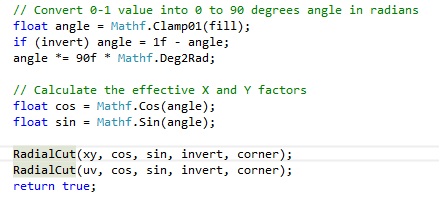 // Convert 0-1 value into 0 to 90 degrees angle in radians
float angle = Mathf.Clamp01(fill);
if (invert) angle = 1f - angle;
angle *= 90f * Mathf.Deg2Rad;
// Calculate the effective X and Y factors
float cos = Mathf.Cos(angle);
float sin = Mathf.Sin(angle);
RadialCut(xy, cos, sin, invert, corner);
RadialCut(uv, cos, sin, invert, corner);
return true;